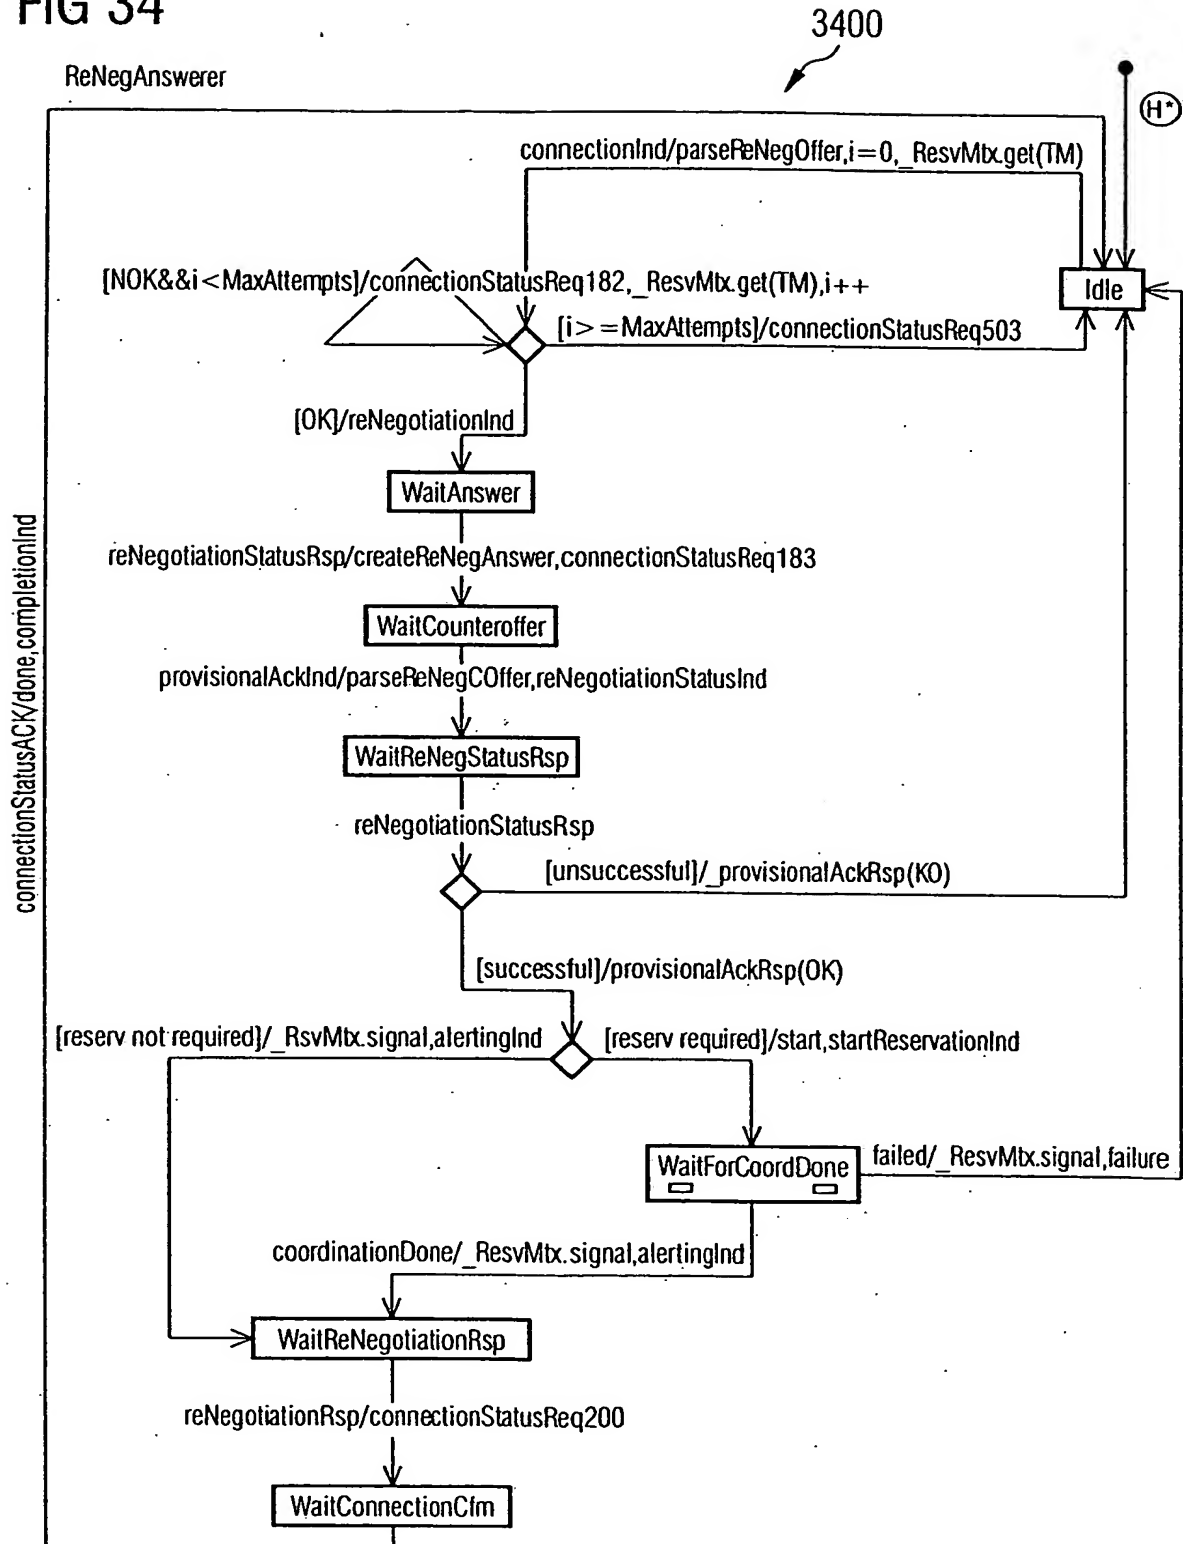 FIG 34
3400
ReNegAnswerer
H*
connectionInd/parseReNegOffer,i=0,_ResvMtx.get(TM)
[NOK&&i<MaxAttempts]/connectionStatusReq182,_ResvMtx.get(TM),i++
Idle
[i>=MaxAttempts]/connectionStatusReq503
[OK]/reNegotiationInd
WaitAnswer
reNegotiationStatusRsp/createReNegAnswer,connectionStatusReq183
WaitCounteroffer
provisionalAckInd/parseReNegCOffer,reNegotiationStatusInd
WaitReNegStatusRsp
connectionStatusACK/done,completionInd
reNegotiationStatusRsp
[unsuccessful]/_provisionalAckRsp(KO)
[successful]/provisionalAckRsp(OK)
[reserv not required]/_RsvMtx.signal,alertingInd
[reserv required]/start,startReservationInd
WaitForCoordDone
failed/_ResvMtx.signal,failure
coordinationDone/_ResvMtx.signal,alertingInd
WaitReNegotiationRsp
reNegotiationRsp/connectionStatusReq200
WaitConnectionCfm